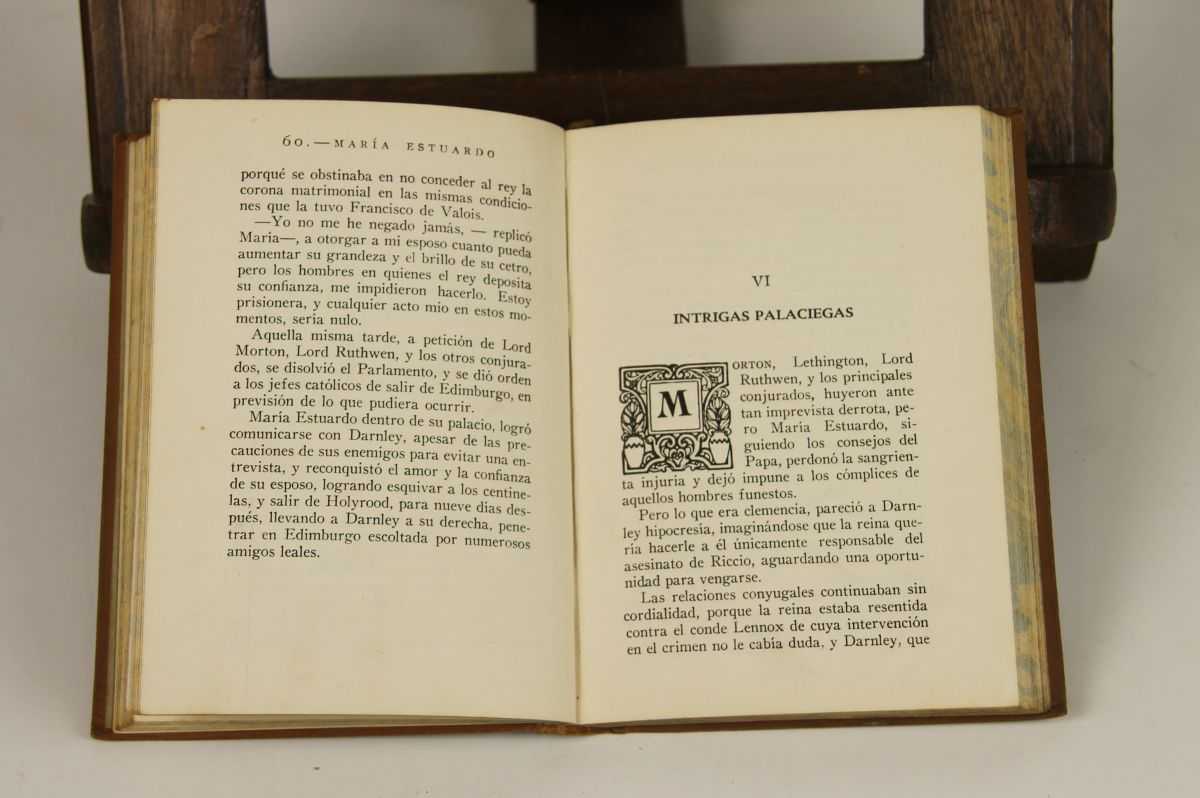 60.—MARÍA ESTUARDO
porqué se obstinaba en no conceder al rey la
corona matrimonial en las mismas condicio-
nes que la tuvo Francisco de Valois.
—Yo no me he negado jamás, — replicó
María—, a otorgar a mi esposo cuanto pueda
aumentar su grandeza y el brillo de su cetro,
pero los hombres en quienes el rey deposita
su confianza, me impidieron hacerlo. Estoy
prisionera, y cualquier acto mio en estos mo-
mentos, sería nulo.
Aquella misma tarde, a petición de Lord
Morton, Lord Ruthwen, y los otros conjura-
dos, se disolvió el Parlamento, y se dió orden
a los jefes católicos de salir de Edimburgo, en
previsión de lo que pudiera ocurrir.
María Estuardo dentro de su palacio, logró
comunicarse con Darnley, apesar de las pre-
cauciones de sus enemigos para evitar una en-
trevista, y reconquistó el amor y la confianza
de su esposo, logrando esquivar a los centine-
las, y salir de Holyrood, para nueve días des-
pués, llevando a Darnley a su derecha, pene-
trar en Edimburgo escoltada por numerosos
amigos leales.
VI
INTRIGAS PALACIEGAS
MORTON, Lethington, Lord
Ruthwen, y los principales
conjurados, huyeron ante
tan imprevista derrota, pe-
ro María Estuardo, si-
guiendo los consejos del
Papa, perdonó la sangrien-
ta injuria y dejó impune a los cómplices de
aquellos hombres funestos.
Pero lo que era clemencia, pareció a Darn-
ley hipocresía, imaginándose que la reina que-
ría hacerle a él únicamente responsable del
asesinato de Riccio, aguardando una oportu-
nidad para vengarse.
Las relaciones conyugales continuaban sin
cordialidad, porque la reina estaba resentida
contra el conde Lennox de cuya intervención
en el crimen no le cabía duda, y Darnley, que